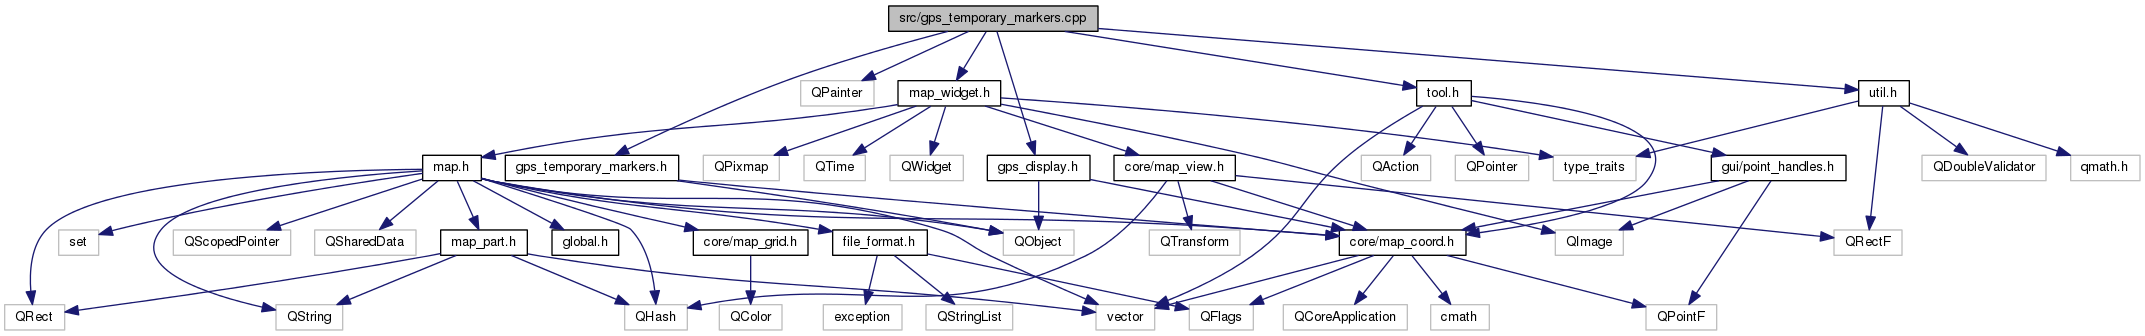 src/gps_temporary_markers.cpp
QPainter
map_widget.h
tool.h
util.h
map.h
gps_temporary_markers.h
QPixmap
QTime
QWidget
gps_display.h
core/map_view.h
QAction
QPointer
type_traits
gui/point_handles.h
QDoubleValidator
qmath.h
set
QScopedPointer
QSharedData
map_part.h
global.h
core/map_grid.h
file_format.h
QObject
QTransform
core/map_coord.h
QImage
QRectF
QRect
QString
QHash
QColor
exception
QStringList
vector
QFlags
QCoreApplication
cmath
QPointF